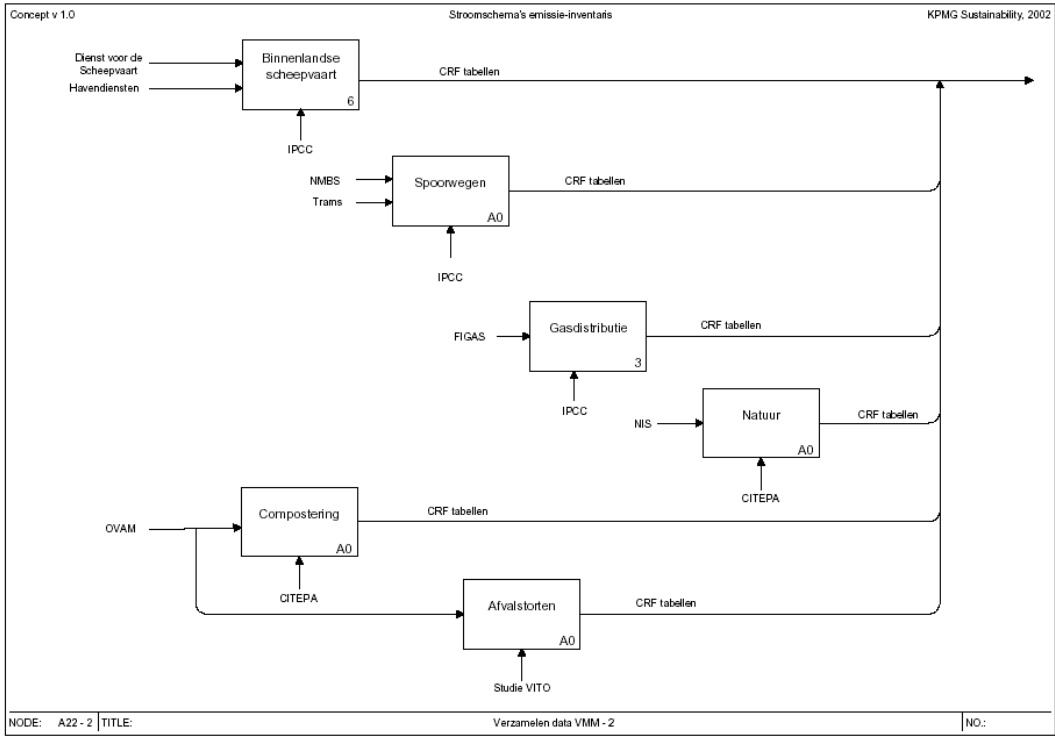 Concept v 1.0
Stroomschema's emissie-inventaris
KPMG Sustainability, 2002
Dienst voor de
Scheepvaart
Havendiensten
Binnenlandse
scheepvaart
6
CRF tabellen
IPCC
NMBS
Trams
Spoorwegen
A0
CRF tabellen
IPCC
FIGAS
Gasdistributie
3
CRF tabellen
IPCC
NIS
Natuur
A0
CRF tabellen
CITEPA
OVAM
Compostering
A0
CRF tabellen
CITEPA
Afvalstorten
A0
CRF tabellen
Studie VITO
NODE: A22 - 2
TITLE:
Verzamelen data VMM - 2
NO.: